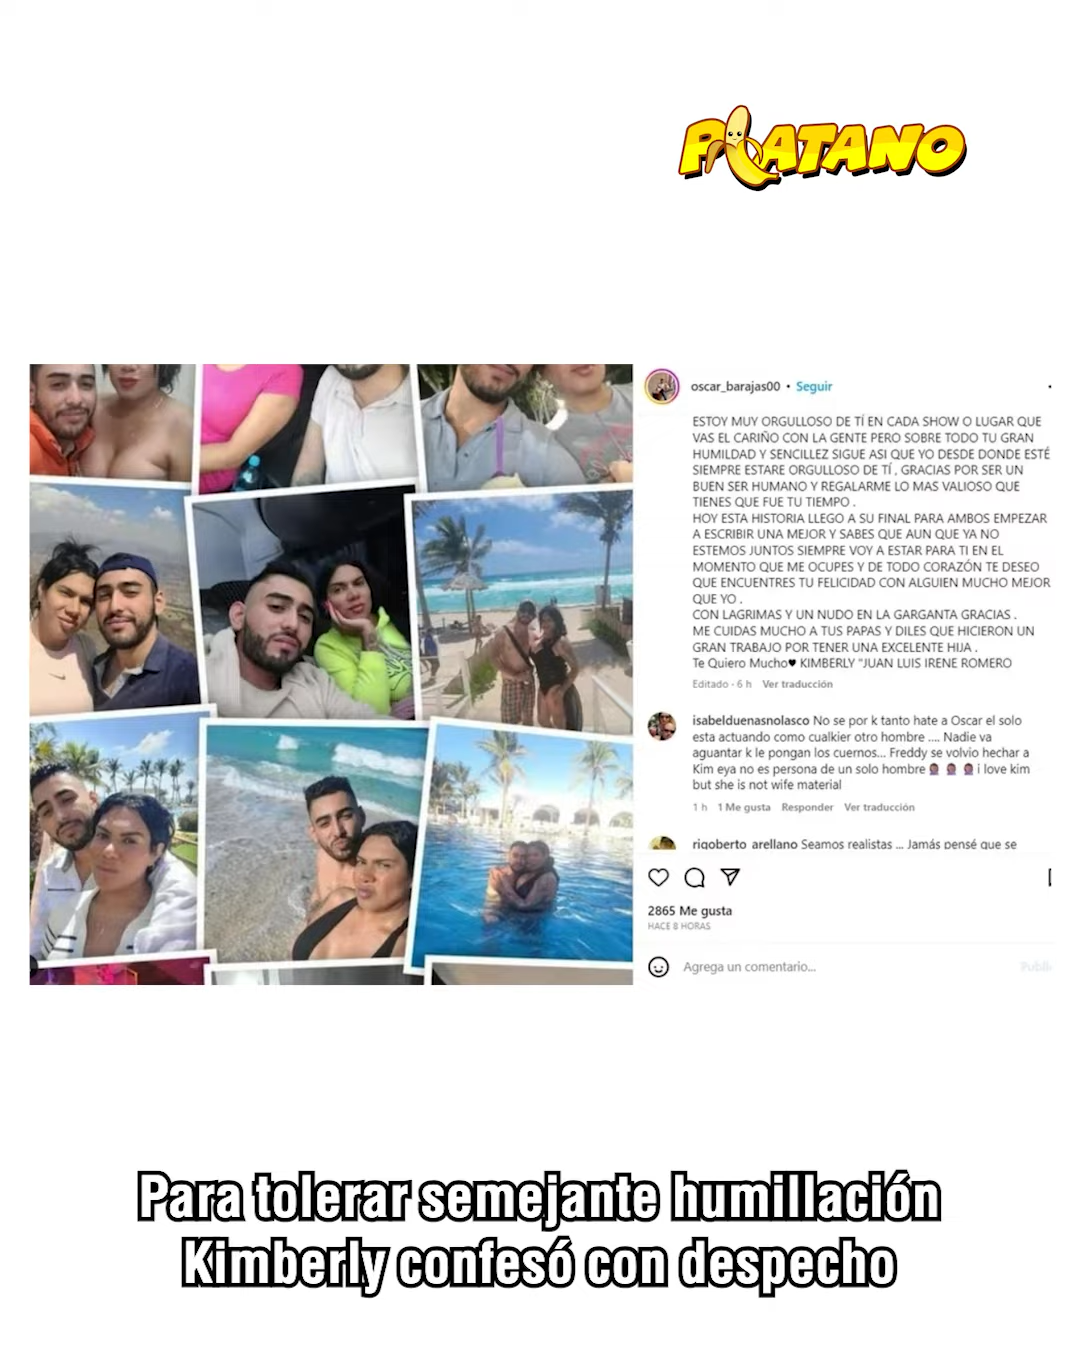 PLATANO
oscar_barajas00 • Seguir
ESTOY MUY ORGULLOSO DE TÍ EN CADA SHOW O LUGAR QUE
VAS EL CARIÑO CON LA GENTE PERO SOBRE TODO TU GRAN
HUMILDAD Y SENCILLEZ SIGUE ASI QUE YO DESDE DONDE ESTÉ
SIEMPRE ESTARE ORGULLOSO DE TÍ . GRACIAS POR SER UN
BUEN SER HUMANO Y REGALARME LO MAS VALIOSO QUE
TIENES QUE FUE TU TIEMPO .
HOY ESTA HISTORIA LLEGO A SU FINAL PARA AMBOS EMPEZAR
A ESCRIBIR UNA MEJOR Y SABES QUE AUN QUE YA NO
ESTEMOS JUNTOS SIEMPRE VOY A ESTAR PARA TI EN EL
MOMENTO QUE ME OCUPES Y DE TODO CORAZÓN TE DESEO
QUE ENCUENTRES TU FELICIDAD CON ALGUIEN MUCHO MEJOR
QUE YO .
CON LAGRIMAS Y UN NUDO EN LA GARGANTA GRACIAS .
ME CUIDAS MUCHO A TUS PAPAS Y DILES QUE HICIERON UN
GRAN TRABAJO POR TENER UNA EXCELENTE HIJA .
Te Quiero Mucho♥ KIMBERLY "JUAN LUIS IRENE ROMERO
Editado · 6 h Ver traducción
isabelduenasnolasco No se por k tanto hate a Oscar el solo
esta actuando como cualkier otro hombre .... Nadie va
aguantar k le pongan los cuernos... Freddy se volvio hechar a
Kim eya no es persona de un solo hombre i love kim
but she is not wife material
1 h 1 Me gusta Responder Ver traducción
rigoberto_arellano Seamos realistas ... Jamás pensé que se
2865 Me gusta
HACE 8 HORAS
Agrega un comentario...
Publi
Para tolerar semejante humillación
Kimberly confesó con despecho